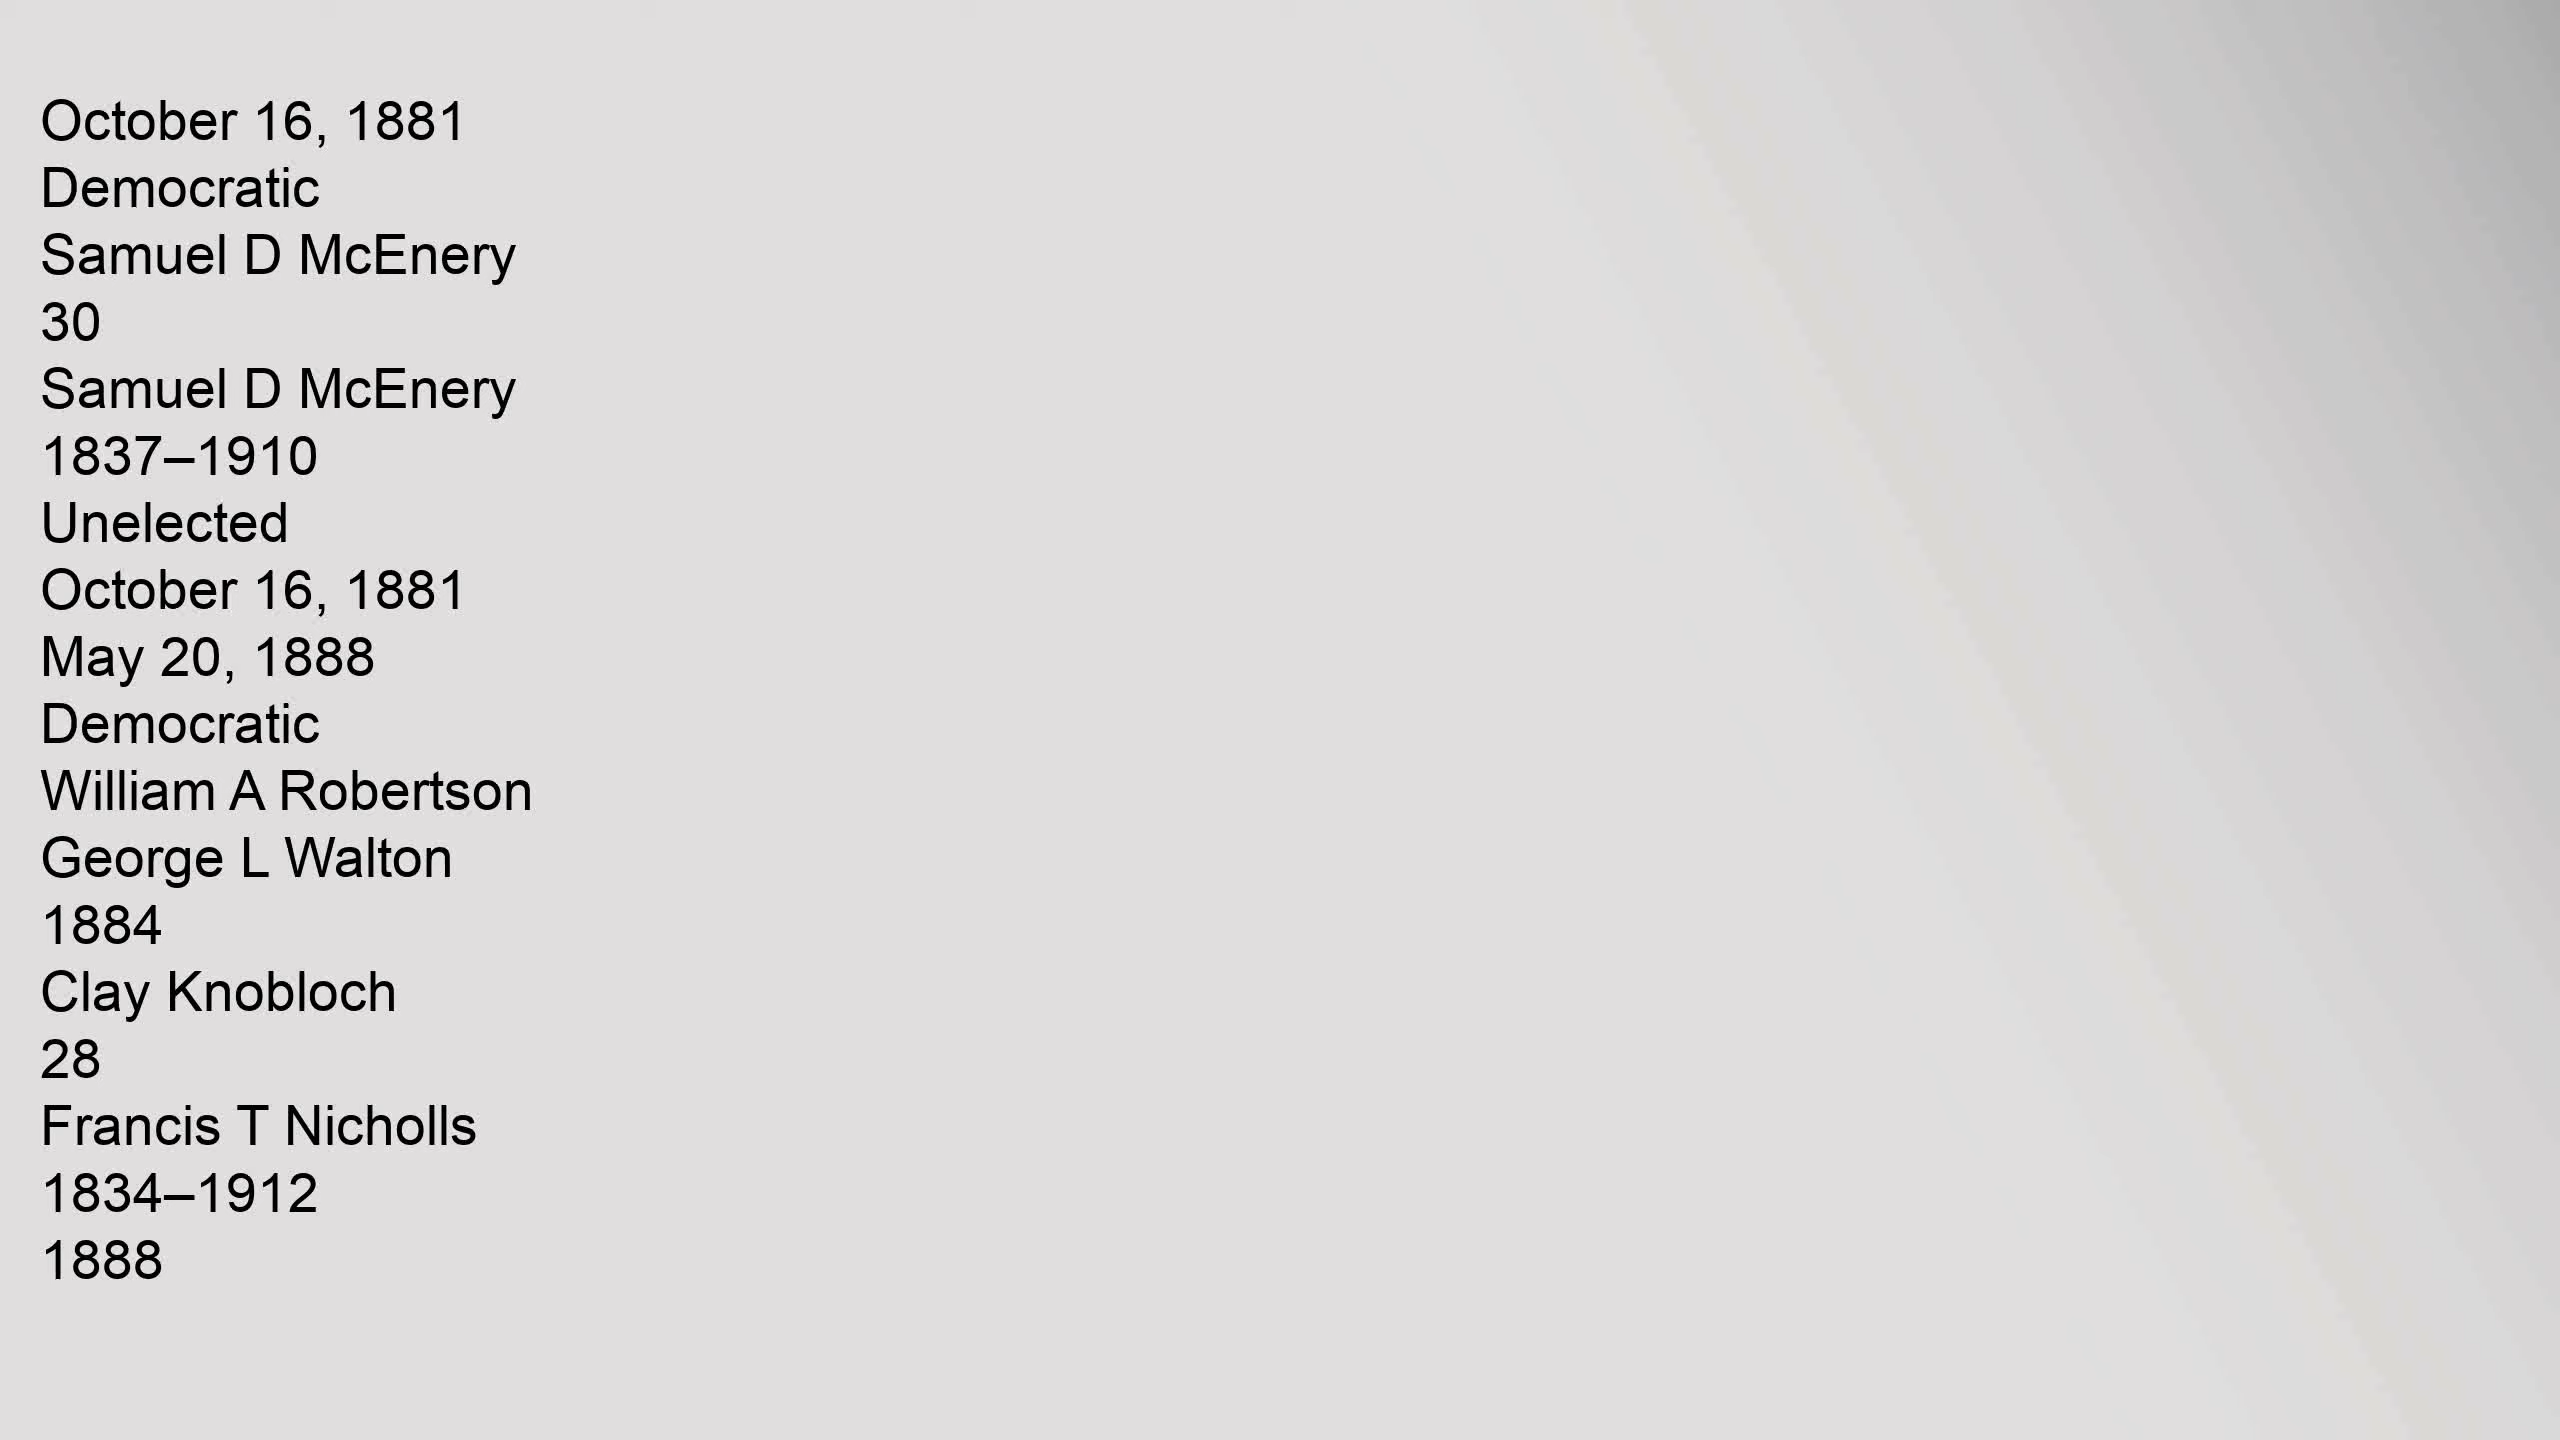 October 16, 1881
Democratic
Samuel D McEnery
30
Samuel D McEnery
1837–1910
Unelected
October 16, 1881
May 20, 1888
Democratic
William A Robertson
George L Walton
1884
Clay Knobloch
28
Francis T Nicholls
1834–1912
1888